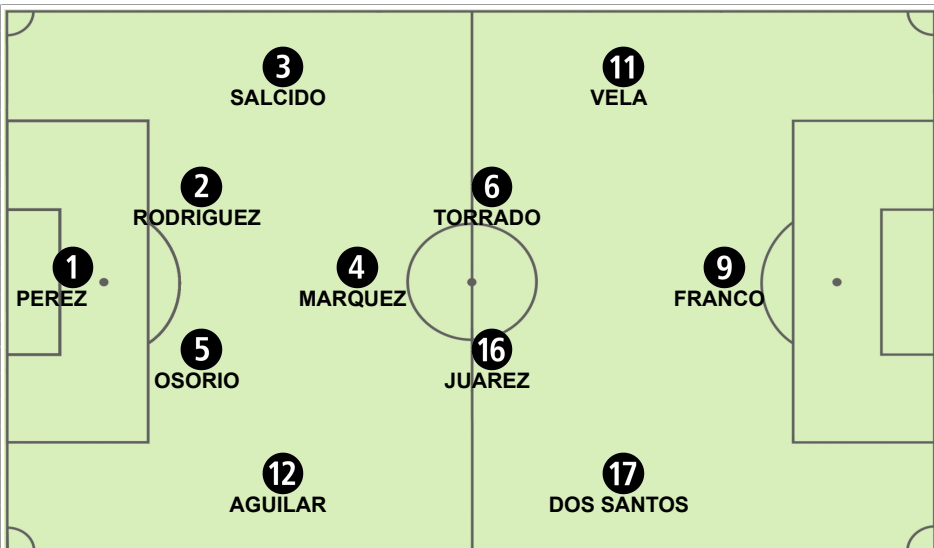 3
SALCIDO
11
VELA
2
RODRIGUEZ
6
TORRADO
1
PEREZ
4
MARQUEZ
9
FRANCO
5
OSORIO
16
JUAREZ
12
AGUILAR
17
DOS SANTOS